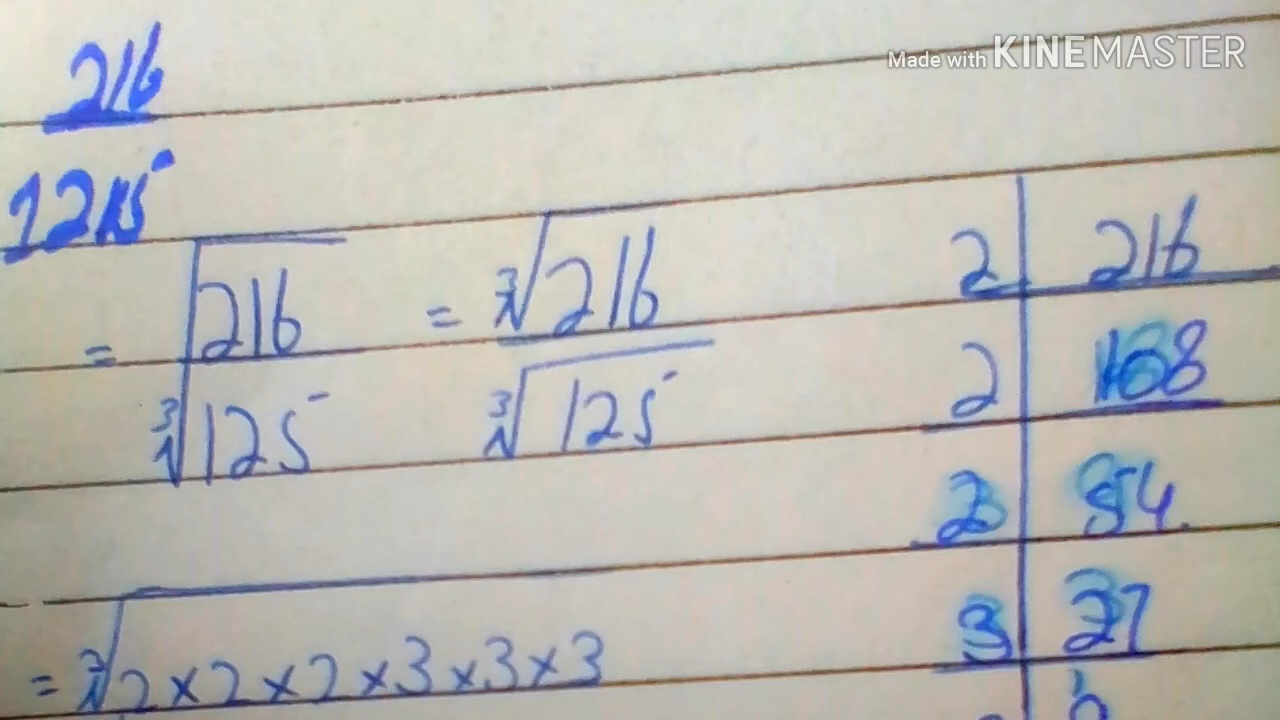 Made with KINEMASTER
216
125
= ∛216/125 = ∛216/∛125
2 | 216
2 | 108
2 | 54
3 | 27
= ∛2×2×2×3×3×3